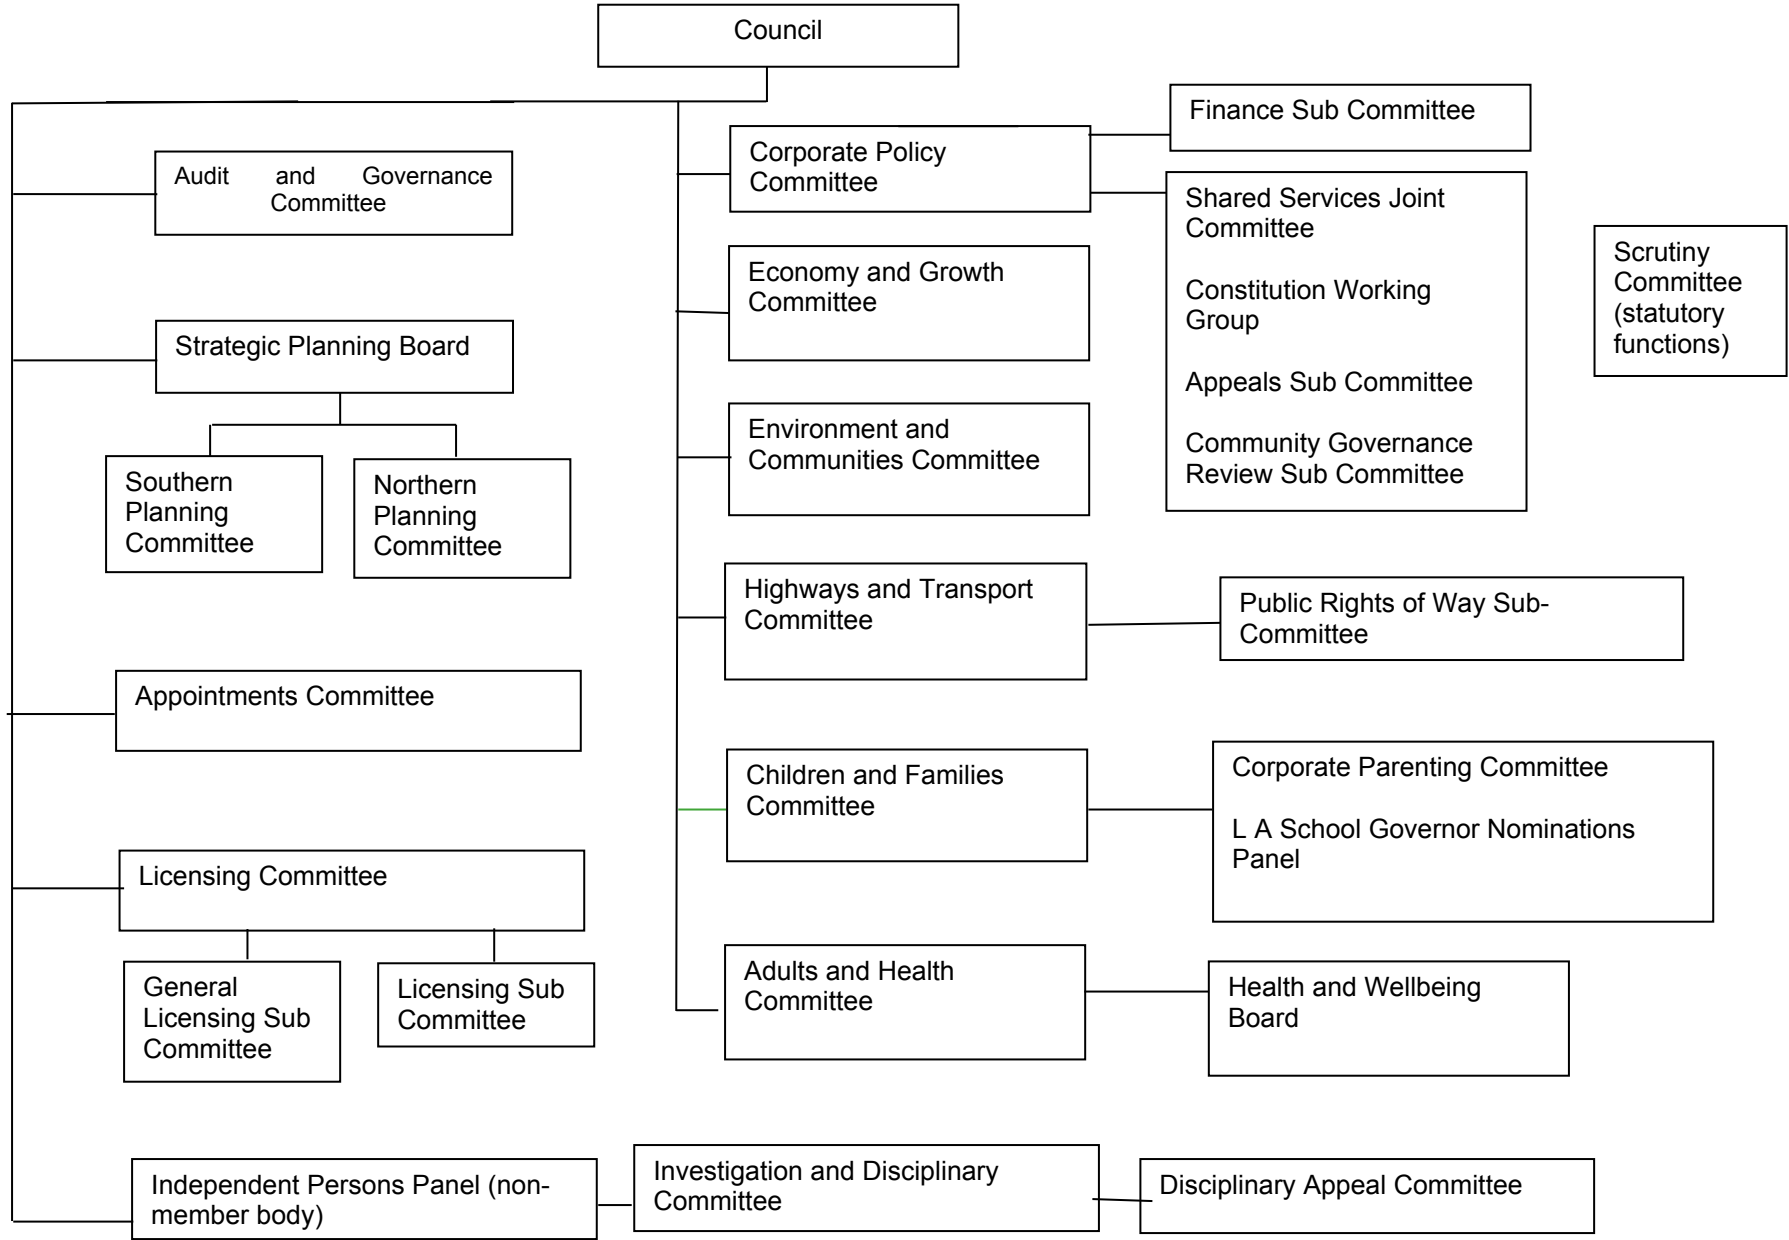 Council
Finance Sub Committee
Corporate Policy
Committee
Audit and Governance
Committee
Shared Services Joint
Committee
Constitution Working
Group
Appeals Sub Committee
Community Governance
Review Sub Committee
Scrutiny
Committee
(statutory
functions)
Economy and Growth
Committee
Strategic Planning Board
Southern
Planning
Committee
Northern
Planning
Committee
Environment and
Communities Committee
Highways and Transport
Committee
Public Rights of Way Sub-
Committee
Appointments Committee
Children and Families
Committee
Corporate Parenting Committee
L A School Governor Nominations
Panel
Licensing Committee
General
Licensing Sub
Committee
Licensing Sub
Committee
Adults and Health
Committee
Health and Wellbeing
Board
Independent Persons Panel (non-
member body)
Investigation and Disciplinary
Committee
Disciplinary Appeal Committee